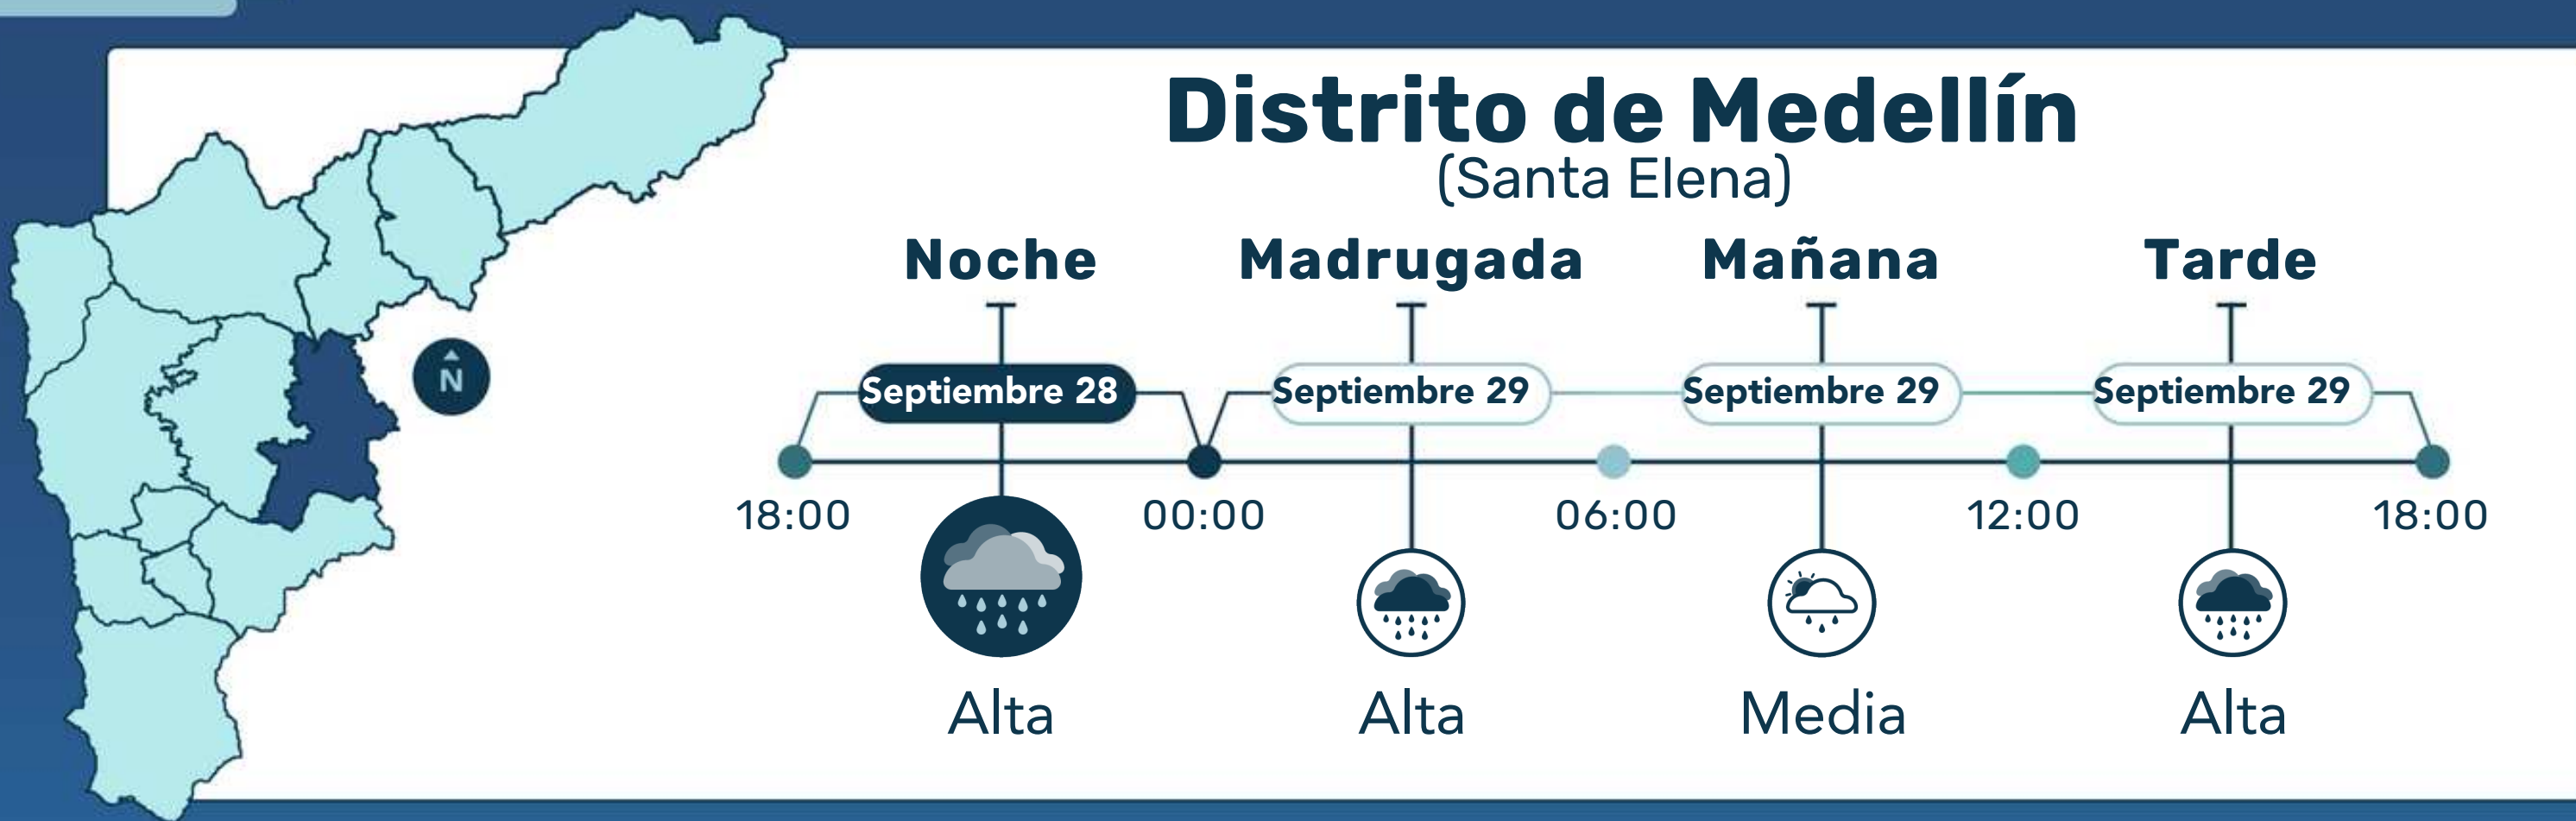 Distrito de Medellín
(Santa Elena)
Noche Madrugada Mañana Tarde
N
Septiembre 28 Septiembre 29 Septiembre 29 Septiembre 29
18:00 00:00 06:00 12:00 18:00
Alta Alta Media Alta